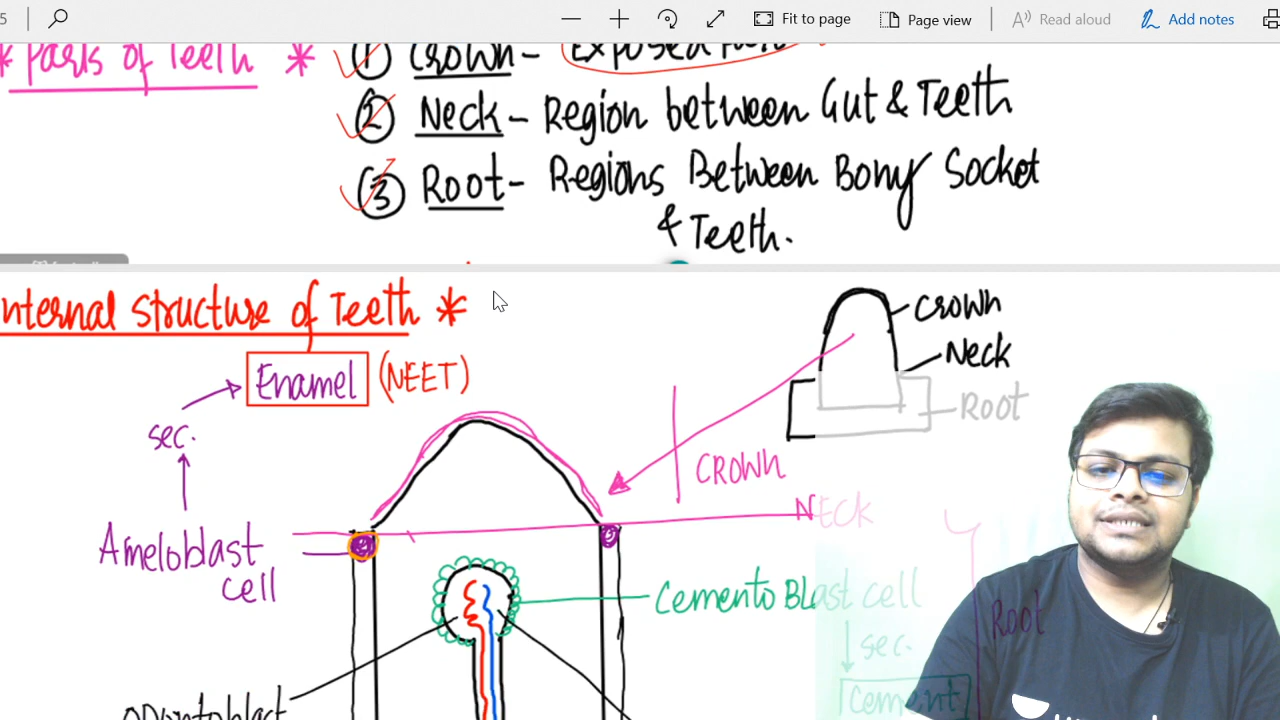 5
Fit to page
Page view
Read aloud
Add notes
* Parts of Teeth *
① Crown -
② Neck - Region between Gut & Teeth
③ Root - Regions Between Bony Socket
& Teeth.
nternal structure of Teeth *
Enamel (NEET)
sec.
Ameloblast
cell
Crown
Neck
Root
CROWN
NECK
Cemento Blast cell
sec.
Cement
Root
odontoblast